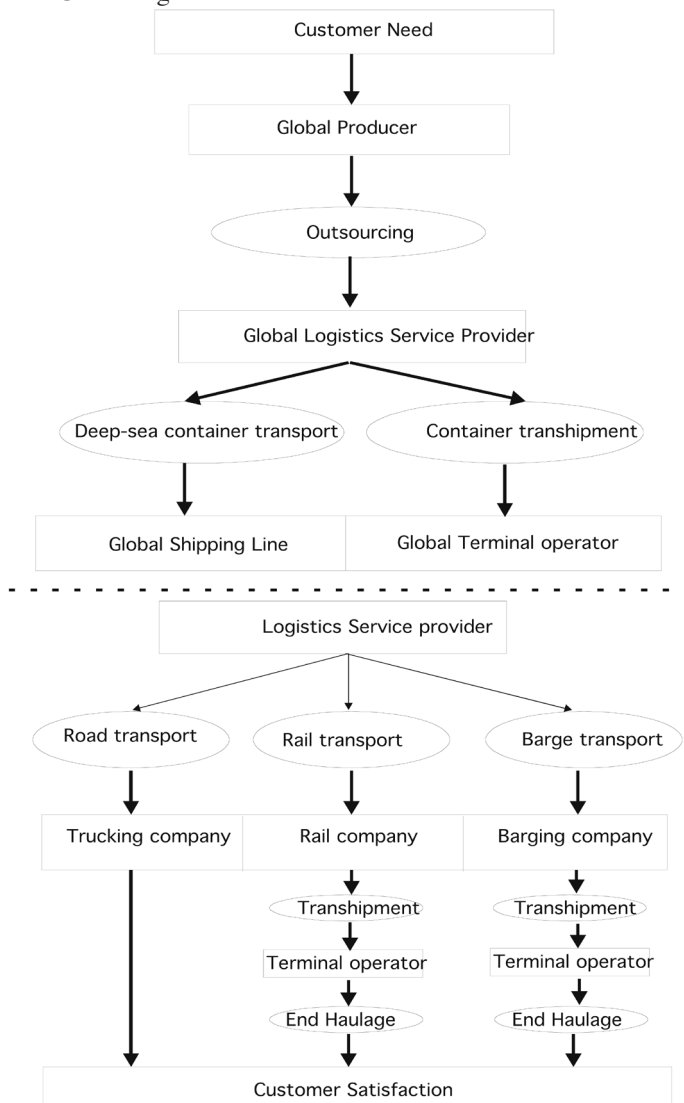 Customer Need
Global Producer
Outsourcing
Global Logistics Service Provider
Deep-sea container transport
Container transhipment
Global Shipping Line
Global Terminal operator
Logistics Service provider
Road transport
Rail transport
Barge transport
Trucking company
Rail company
Barging company
Transhipment
Transhipment
Terminal operator
Terminal operator
End Haulage
End Haulage
Customer Satisfaction